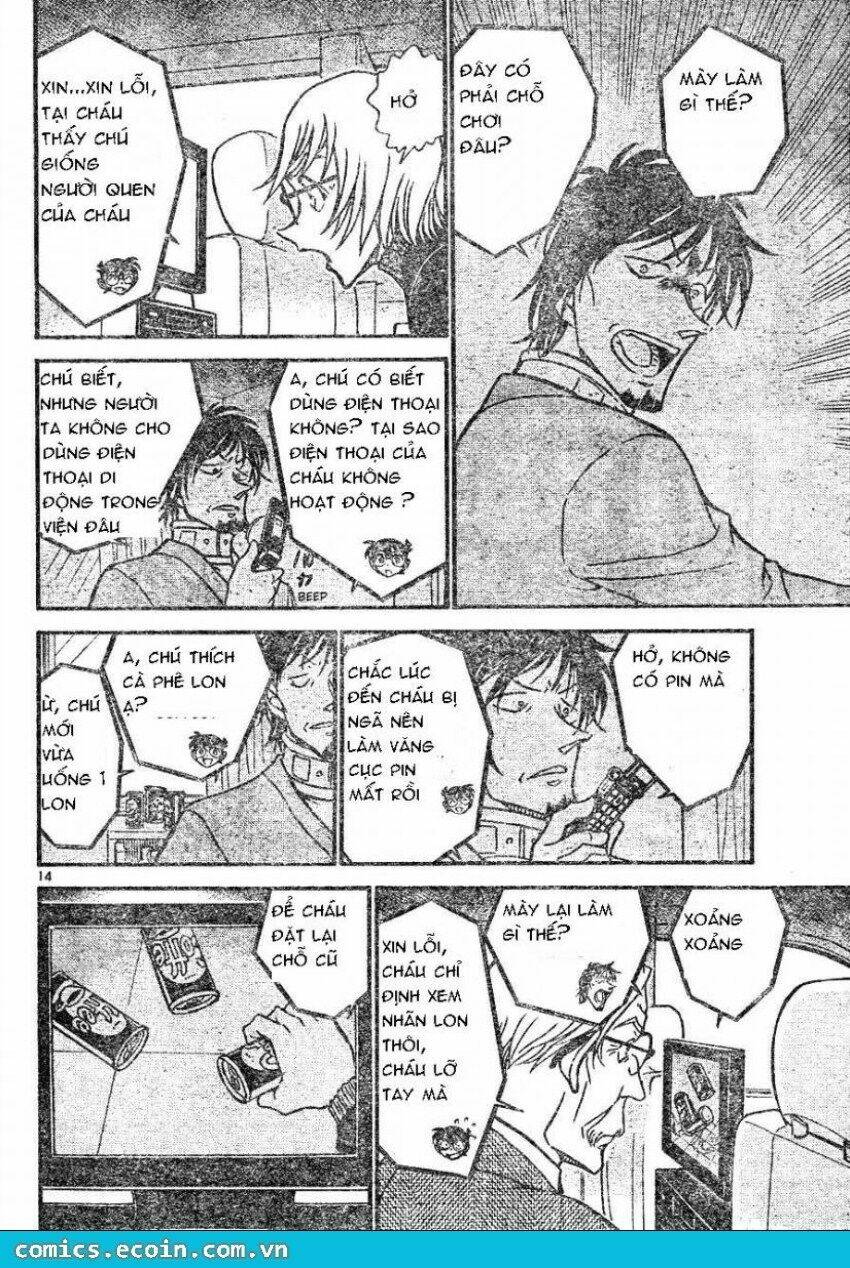 MÀY LÀM
GÌ THẾ?
ĐÂY CÓ
PHẢI CHỖ
CHƠI
ĐÂU?
HỞ
XIN...XIN LỖI,
TẠI CHÁU
THẤY CHÚ
GIỐNG
NGƯỜI QUEN
CỦA CHÁU
A, CHÚ CÓ BIẾT
DÙNG ĐIỆN THOẠI
KHÔNG? TẠI SAO
ĐIỆN THOẠI CỦA
CHÁU KHÔNG
HOẠT ĐỘNG ?
CHÚ BIẾT,
NHƯNG NGƯỜI
TA KHÔNG CHO
DÙNG ĐIỆN
THOẠI DI
ĐỘNG TRONG
VIỆN ĐÂU
BEEP
HỞ, KHÔNG
CÓ PIN MÀ
CHẮC LÚC
ĐẾN CHÁU BỊ
NGÃ NÊN
LÀM VĂNG
CỤC PIN
MẤT RỒI
A, CHÚ THÍCH
CÀ PHÊ LON
Ạ?
Ừ, CHÚ
MỚI
VỪA
UỐNG 1
LON
14
XOẢNG
XOẢNG
MÀY LẠI LÀM
GÌ THẾ?
XIN LỖI,
CHÁU CHỈ
ĐỊNH XEM
NHÃN LON
THÔI,
CHÁU LỠ
TAY MÀ
ĐỂ CHÁU
ĐẶT LẠI
CHỖ CŨ
comics.ecoin.com.vn